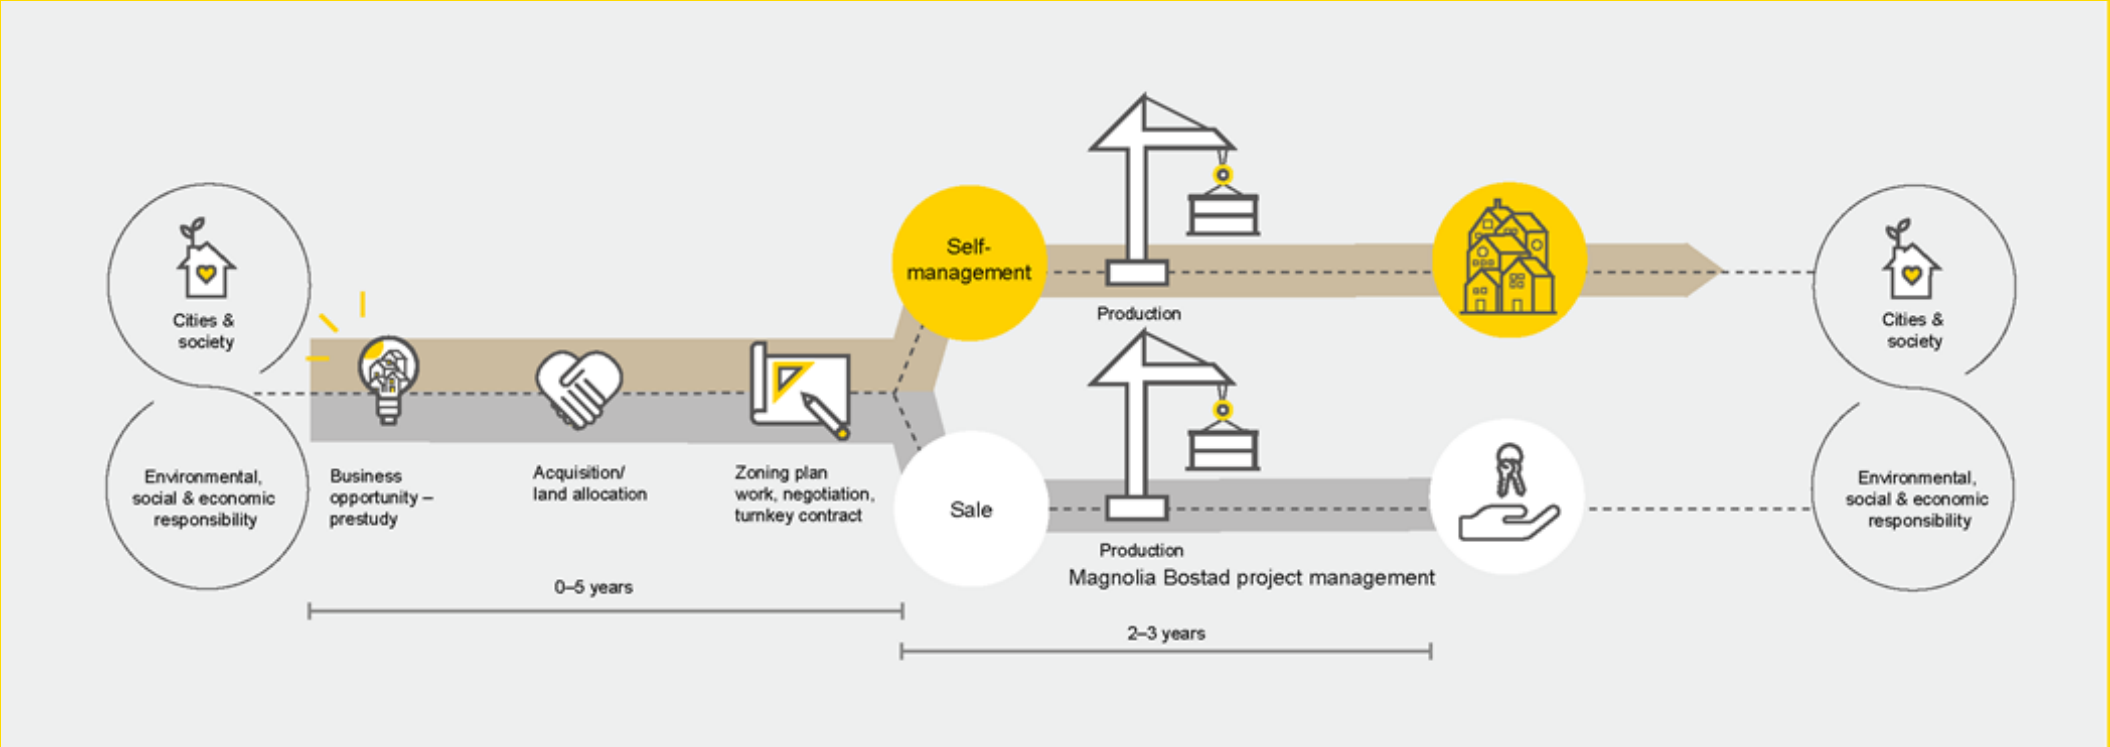 Cities &
society
Environmental,
social & economic
responsibility
Business
opportunity –
prestudy
Acquisition/
land allocation
Zoning plan
work, negotiation,
turnkey contract
0–5 years
Self-
management
Production
Sale
Production
Magnolia Bostad project management
2–3 years
Cities &
society
Environmental,
social & economic
responsibility